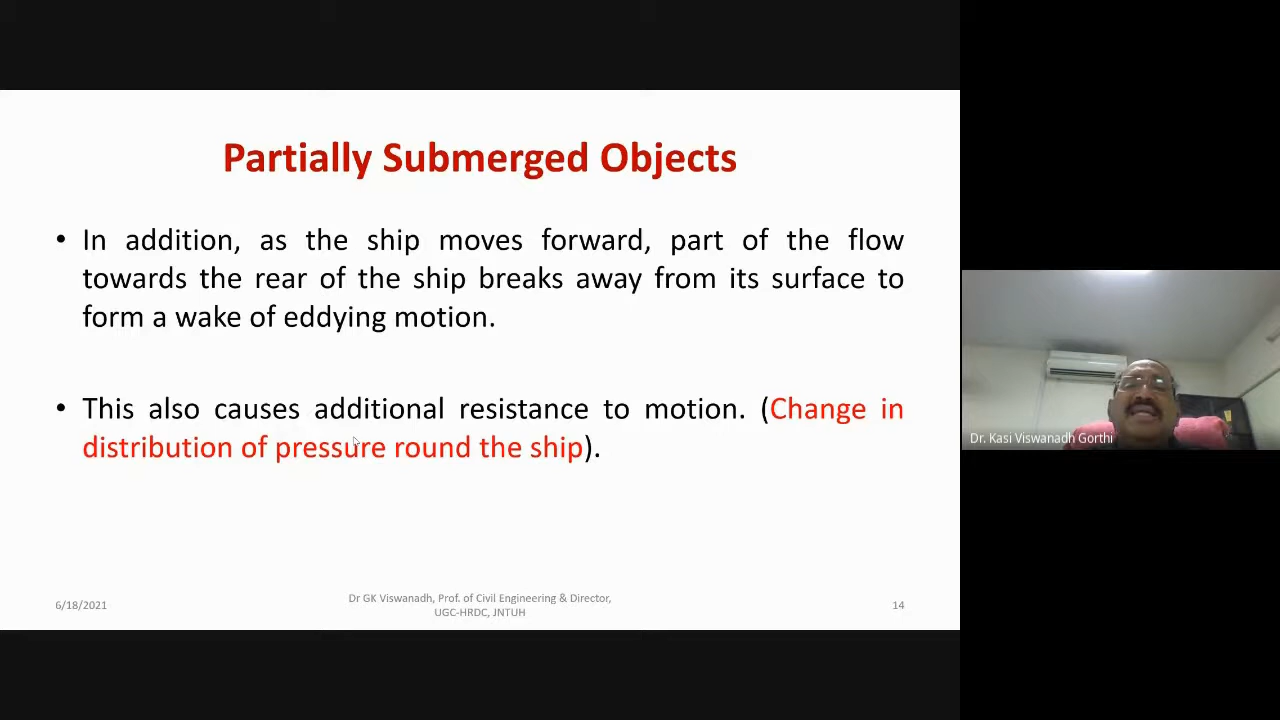 Partially Submerged Objects
• In addition, as the ship moves forward, part of the flow
towards the rear of the ship breaks away from its surface to
form a wake of eddying motion.
• This also causes additional resistance to motion. (Change in
distribution of pressure round the ship).
6/18/2021
Dr GK Viswanadh, Prof. of Civil Engineering & Director,
UGC-HRDC, JNTUH
14
Dr. Kasi Viswanadh Gorthi